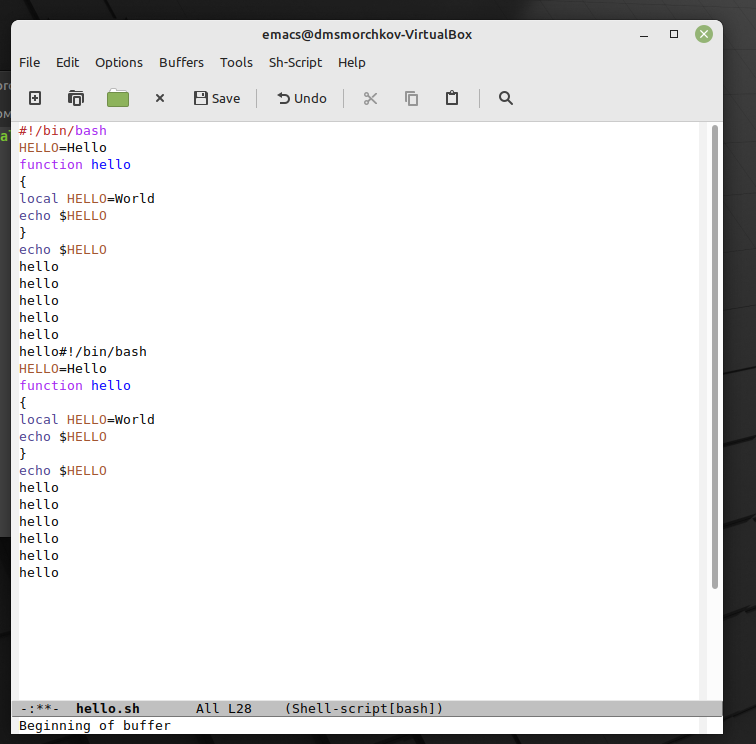 emacs@dmsmorchkov-VirtualBox
File Edit Options Buffers Tools Sh-Script Help
Save Undo
#!/bin/bash
HELLO=Hello
function hello
{
local HELLO=World
echo $HELLO
}
echo $HELLO
hello
hello
hello
hello
hello
hello#!/bin/bash
HELLO=Hello
function hello
{
local HELLO=World
echo $HELLO
}
echo $HELLO
hello
hello
hello
hello
hello
hello
-:**- hello.sh All L28 (Shell-script[bash])
Beginning of buffer